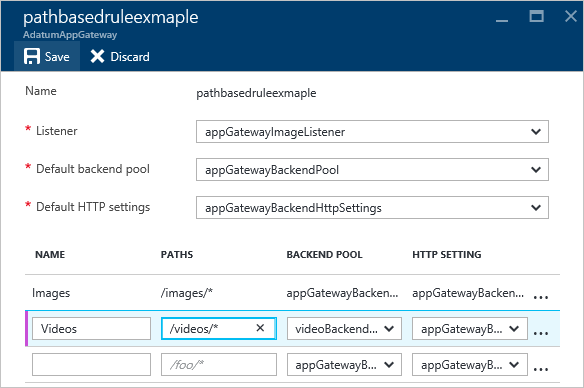 pathbasedruleexmaple
AdatumAppGateway
Save Discard
Name pathbasedruleexmaple
* Listener appGatewayImageListener
* Default backend pool appGatewayBackendPool
* Default HTTP settings appGatewayBackendHttpSettings
NAME PATHS BACKEND POOL HTTP SETTING
Images /images/* appGatewayBacken... appGatewayBacken... ...
Videos /videos/* videoBackend... appGatewayB... ...
/foo/* appGatewayB... appGatewayB... ...